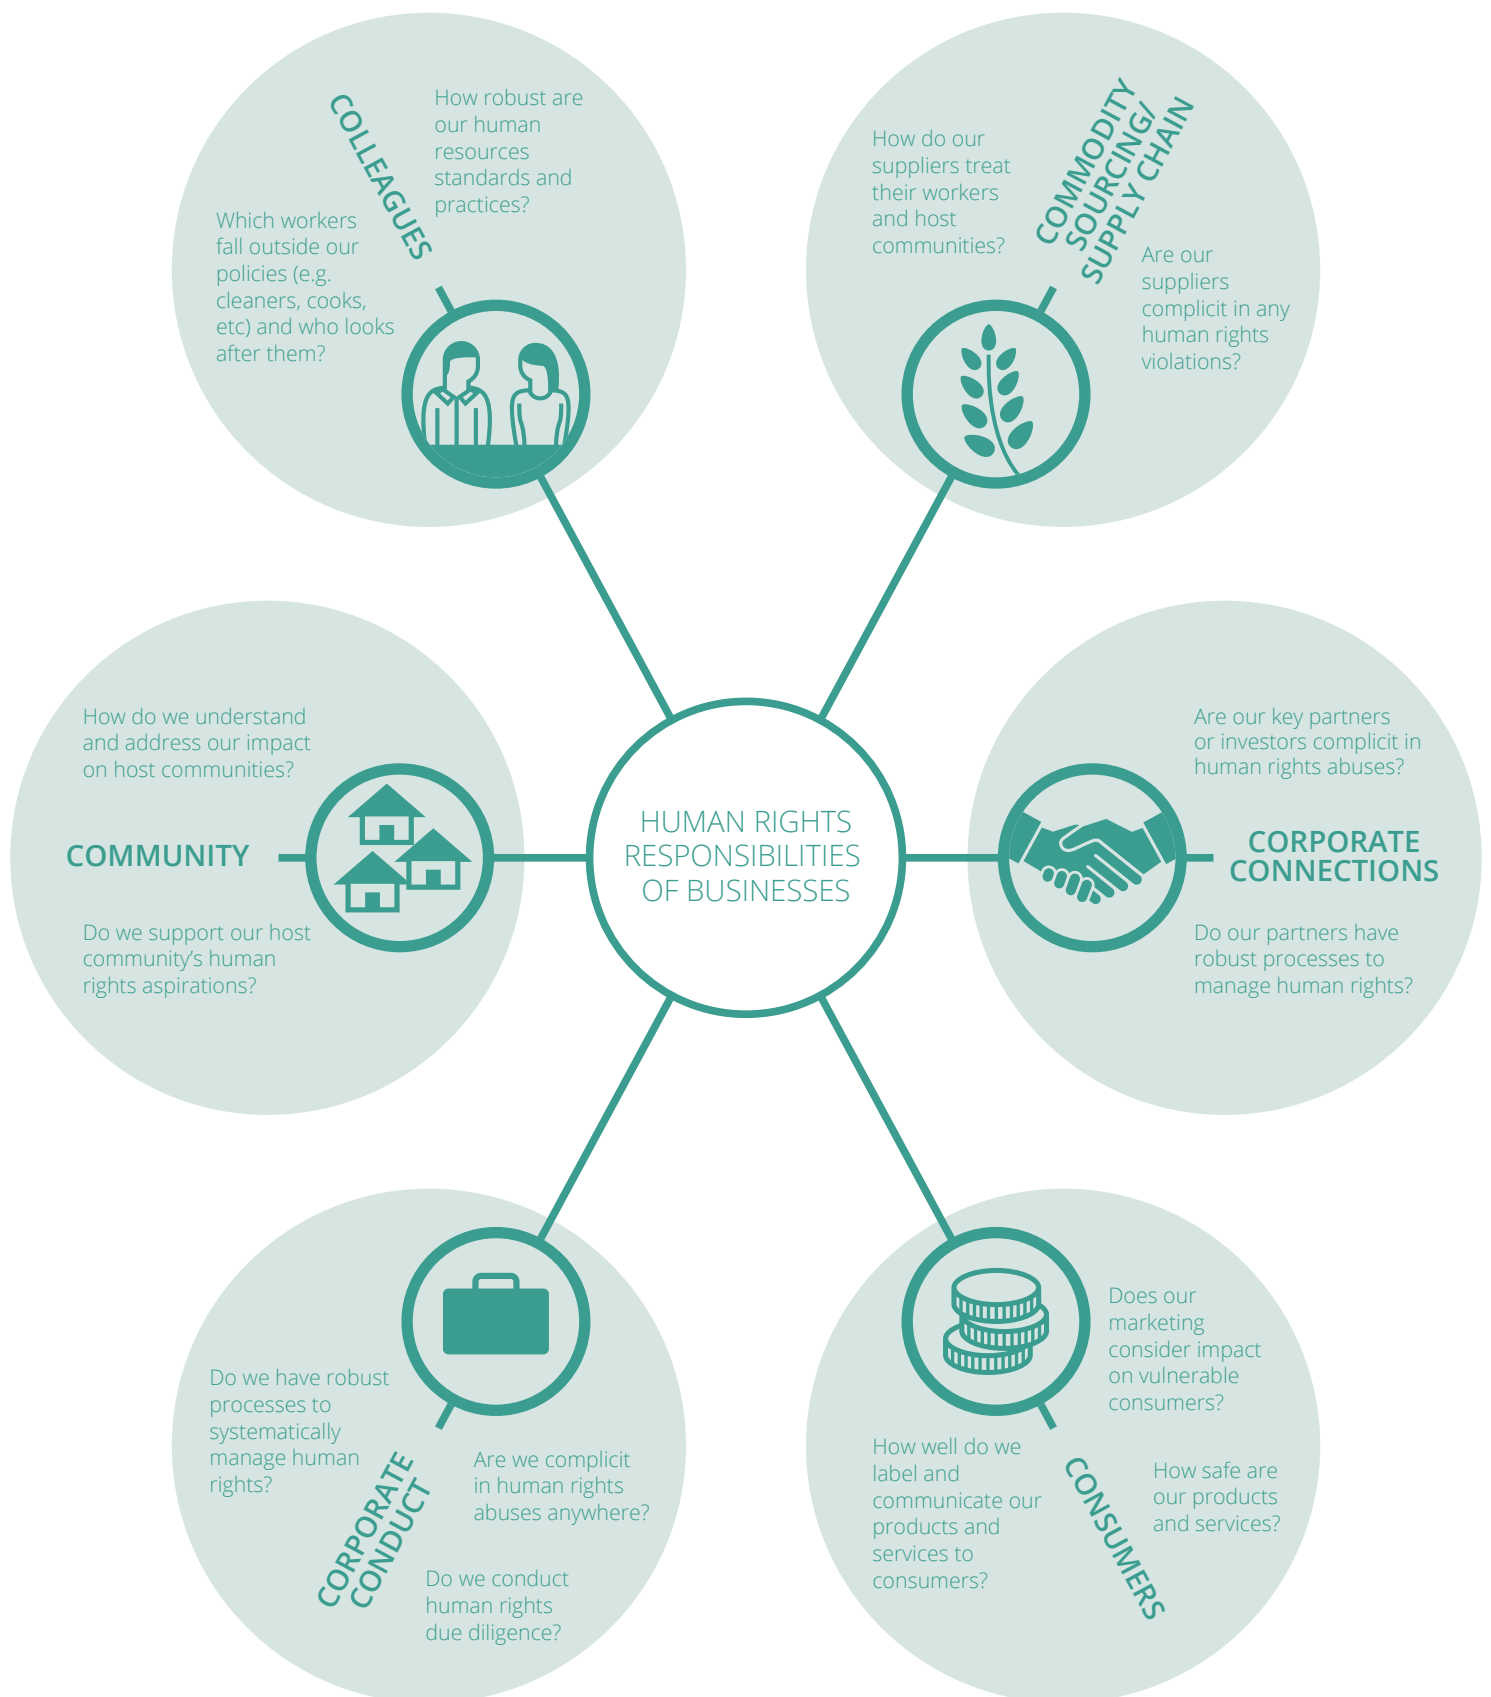 COLLEAGUES
How robust are
our human
resources
standards and
practices?
Which workers
fall outside our
policies (e.g.
cleaners, cooks,
etc) and who looks
after them?
COMMODITY
SOURCING/
SUPPLY CHAIN
How do our
suppliers treat
their workers
and host
communities?
Are our
suppliers
complicit in any
human rights
violations?
How do we understand
and address our impact
on host communities?
COMMUNITY
Do we support our host
community’s human
rights aspirations?
HUMAN RIGHTS
RESPONSIBILITIES
OF BUSINESSES
Are our key partners
or investors complicit in
human rights abuses?
CORPORATE
CONNECTIONS
Do our partners have
robust processes to
manage human rights?
Do we have robust
processes to
systematically
manage human
rights?
CORPORATE
CONDUCT
Are we complicit
in human rights
abuses anywhere?
Do we conduct
human rights
due diligence?
Does our
marketing
consider impact
on vulnerable
consumers?
How well do we
label and
communicate our
products and
services to
consumers?
CONSUMERS
How safe are
our products
and services?